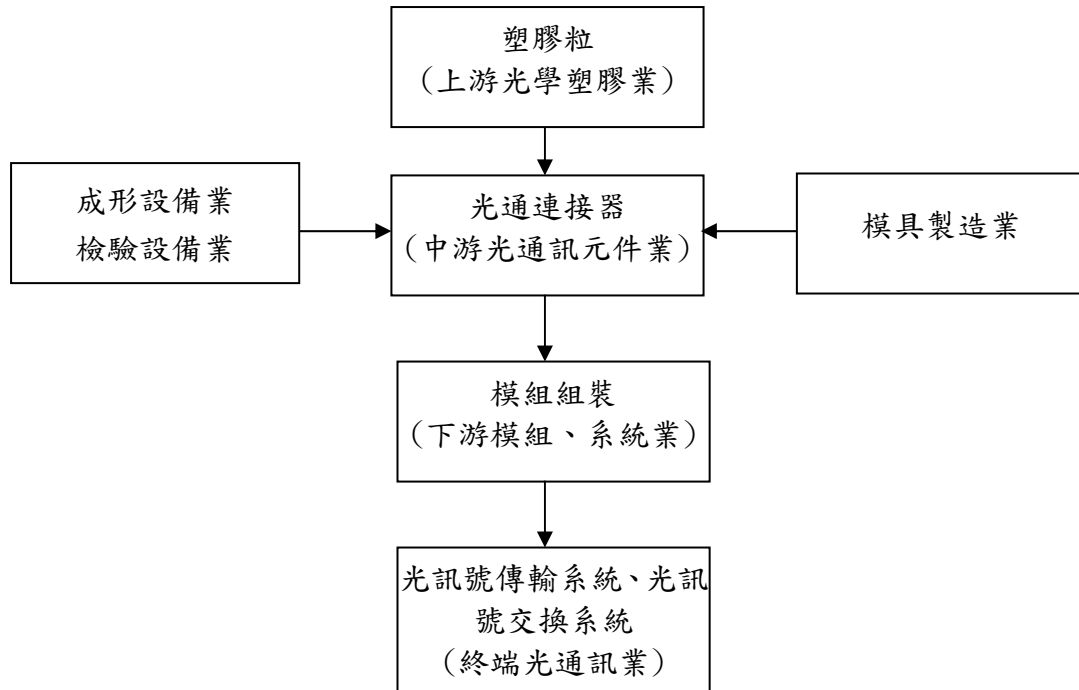 塑膠粒
（上游光學塑膠業）
成形設備業
檢驗設備業
光通連接器
（中游光通訊元件業）
模具製造業
模組組裝
（下游模組、系統業）
光訊號傳輸系統、光訊
號交換系統
（終端光通訊業）